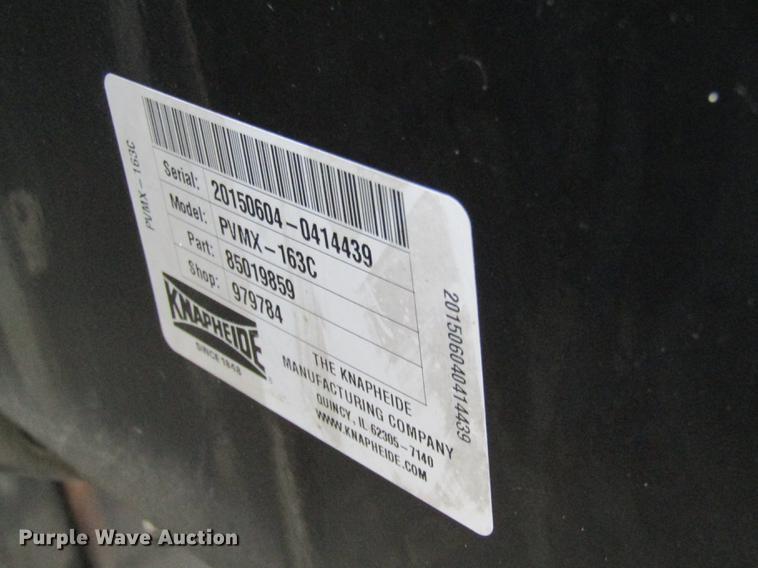 PVMX-163C
Serial: 20150604-0414439
Model: PVMX-163C
Part: 85019859
Shop: 979784
KNAPHEIDE
SINCE 1848
THE KNAPHEIDE
MANUFACTURING COMPANY
QUINCY, IL 62305-7140
WWW.KNAPHEIDE.COM
201506040414439
Purple Wave Auction